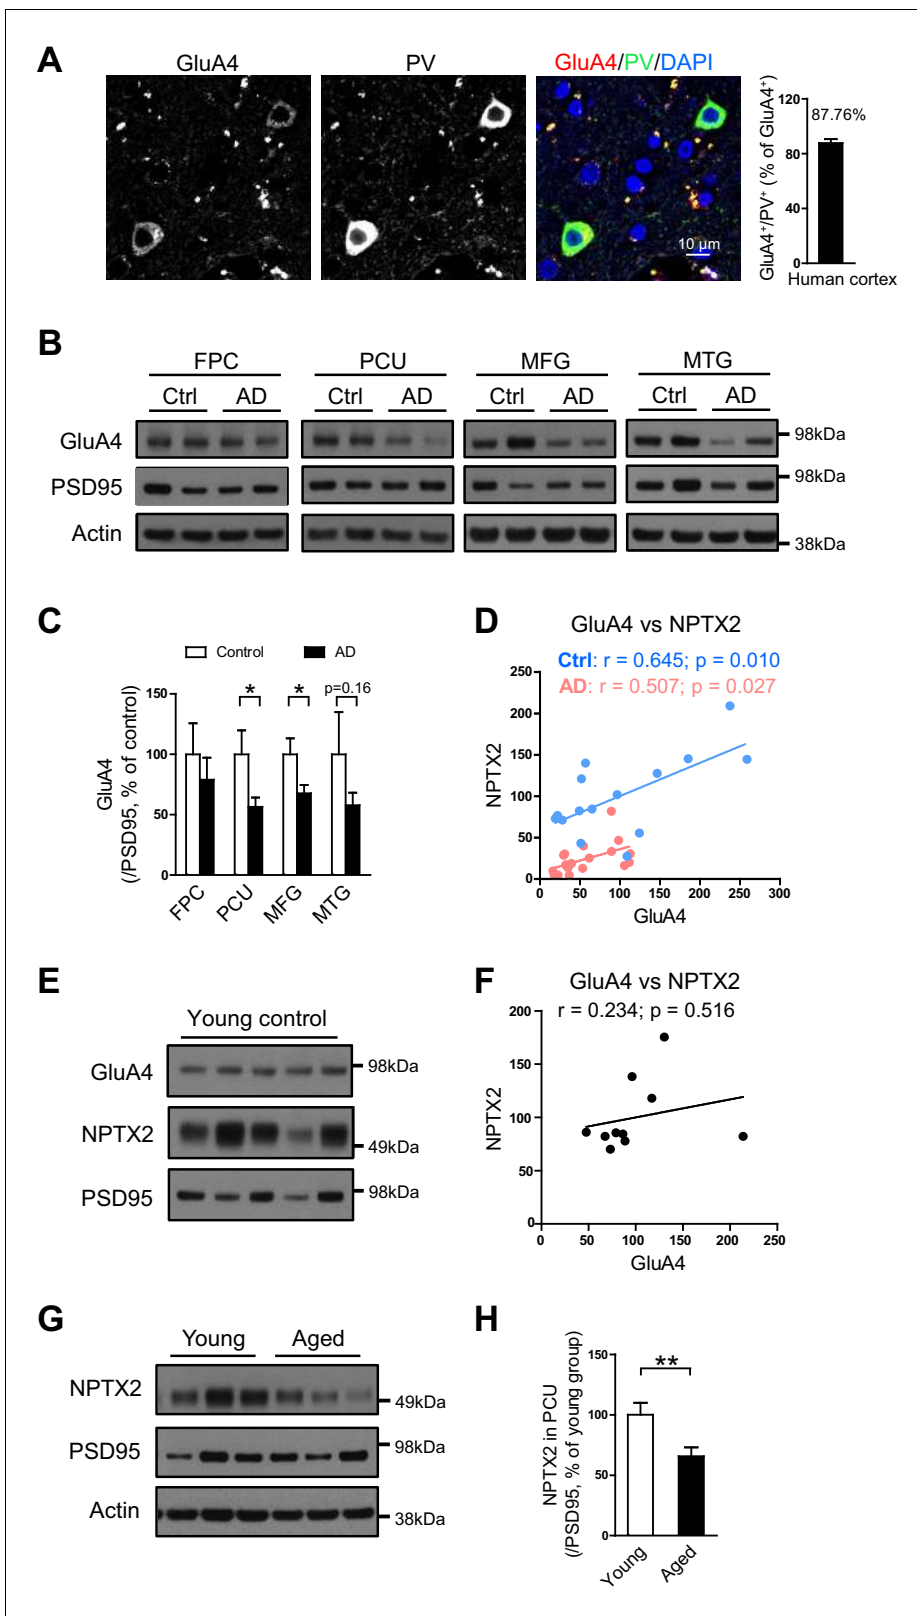 A
GluA4
PV
GluA4/PV/DAPI
10 µm
GluA4⁺/PV⁺ (% of GluA4⁺)
120
80
40
0
87.76%
Human cortex
B
FPC PCU MFG MTG
Ctrl AD Ctrl AD Ctrl AD Ctrl AD
GluA4
98kDa
PSD95
98kDa
Actin
38kDa
C
Control AD
GluA4
(/PSD95, % of control)
150
100
50
0
* * p=0.16
FPC PCU MFG MTG
D
GluA4 vs NPTX2
Ctrl: r = 0.645; p = 0.010
AD: r = 0.507; p = 0.027
NPTX2
250
200
150
100
50
0
0 50 100 150 200 250 300
GluA4
E
Young control
GluA4
98kDa
NPTX2
49kDa
PSD95
98kDa
F
GluA4 vs NPTX2
r = 0.234; p = 0.516
NPTX2
200
150
100
50
0
0 50 100 150 200 250
GluA4
G
Young Aged
NPTX2
49kDa
PSD95
98kDa
Actin
38kDa
H
NPTX2 in PCU
(/PSD95, % of young group)
150
100
50
0
**
Young Aged